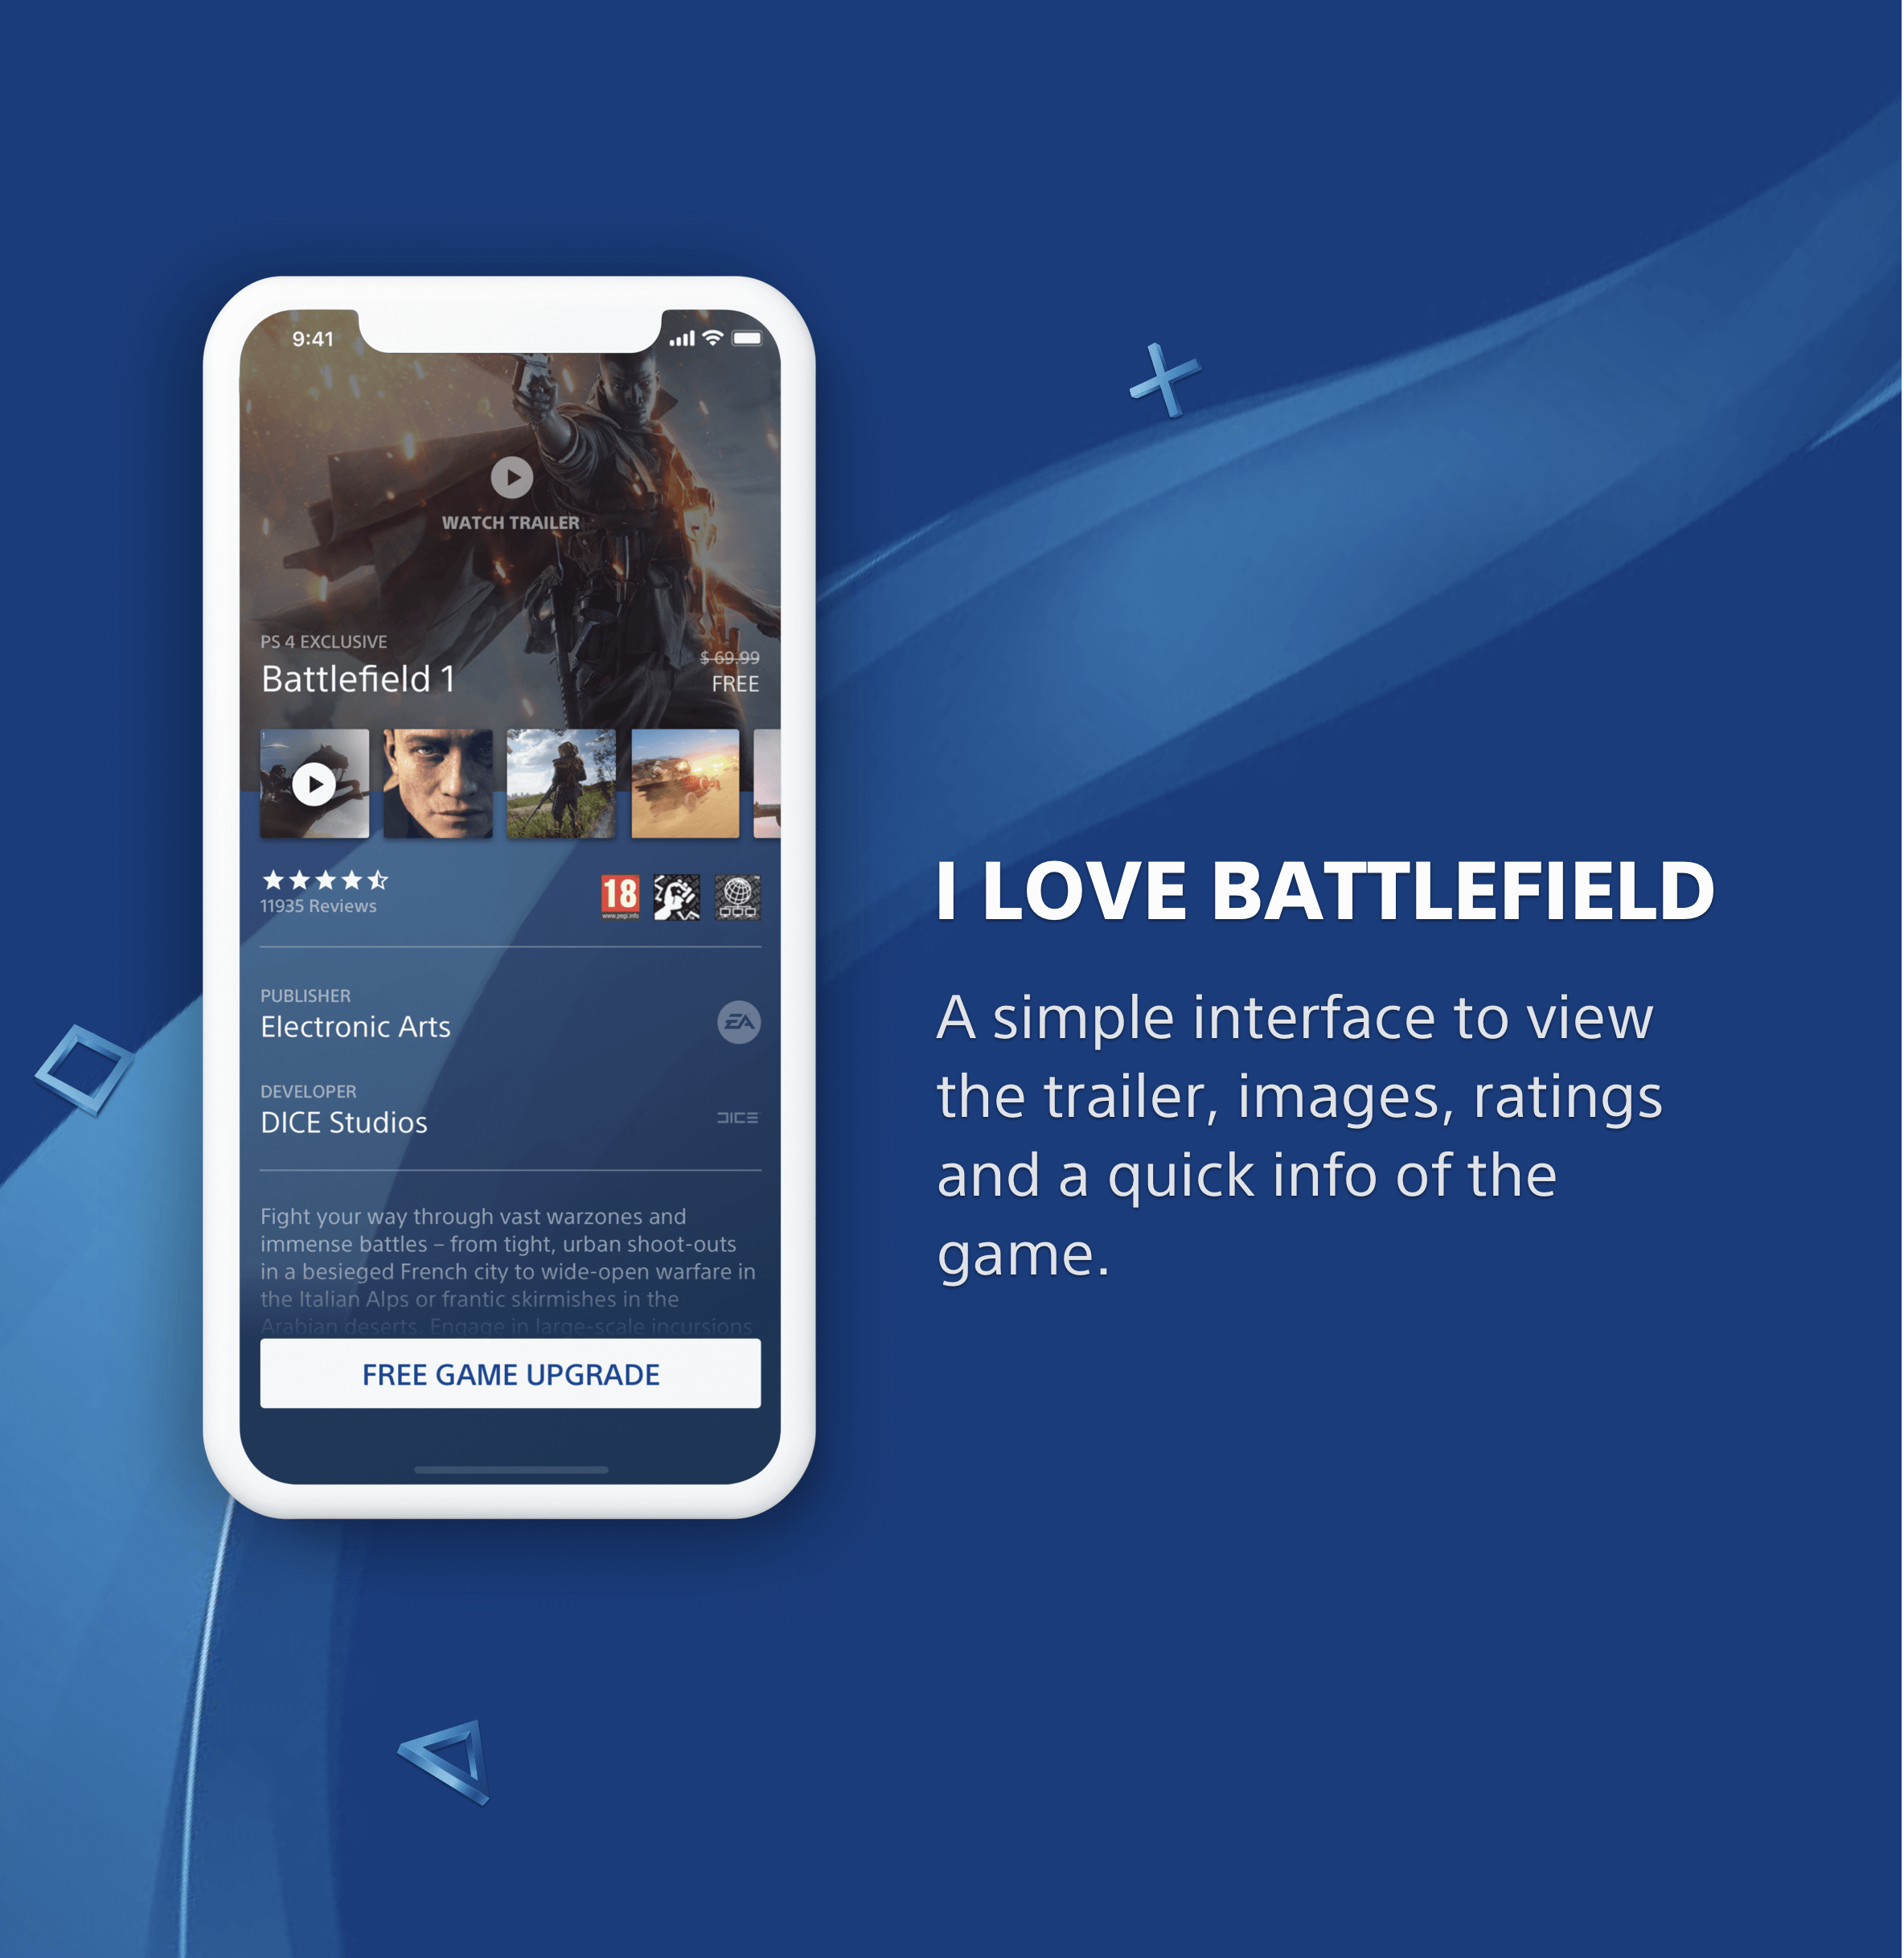 9:41
WATCH TRAILER
PS 4 EXCLUSIVE
Battlefield 1
$ 69.99
FREE
11935 Reviews
18
www.pegi.info
PUBLISHER
Electronic Arts
EA
DEVELOPER
DICE Studios
DICE
Fight your way through vast warzones and
immense battles – from tight, urban shoot-outs
in a besieged French city to wide-open warfare in
the Italian Alps or frantic skirmishes in the
Arabian deserts. Engage in large-scale incursions
FREE GAME UPGRADE
I LOVE BATTLEFIELD
A simple interface to view
the trailer, images, ratings
and a quick info of the
game.